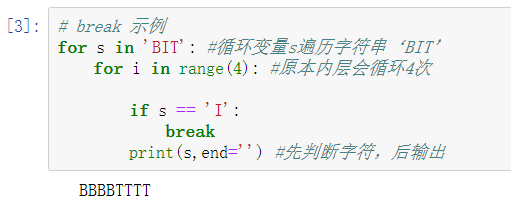 [3]: # break 示例
for s in 'BIT': #循环变量s遍历字符串‘BIT’
    for i in range(4): #原本内层会循环4次

        if s == 'I':
            break
        print(s,end='') #先判断字符，后输出
BBBBTTTT